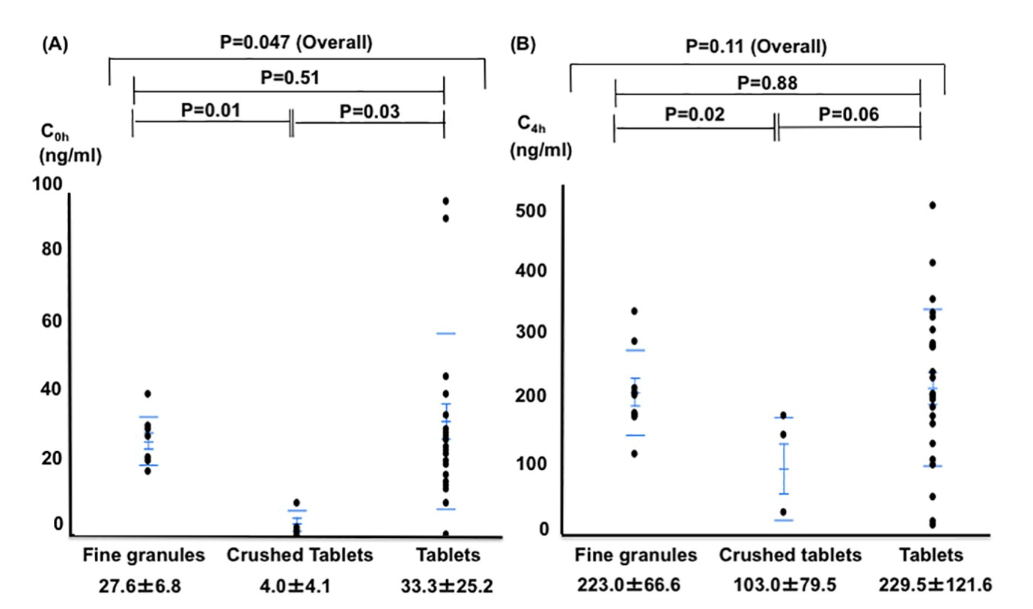 (A)
P=0.047 (Overall)
P=0.51
P=0.01
P=0.03
C0h
(ng/ml)
100
80
60
40
20
0
Fine granules
Crushed Tablets
Tablets
27.6±6.8
4.0±4.1
33.3±25.2
(B)
P=0.11 (Overall)
P=0.88
P=0.02
P=0.06
C4h
(ng/ml)
500
400
300
200
100
0
Fine granules
Crushed tablets
Tablets
223.0±66.6
103.0±79.5
229.5±121.6